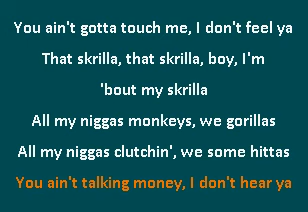 You ain't gotta touch me, I don't feel ya
That skrilla, that skrilla, boy, I'm
'bout my skrilla
All my niggas monkeys, we gorillas
All my niggas clutchin', we some hittas
You ain't talking money, I don't hear ya